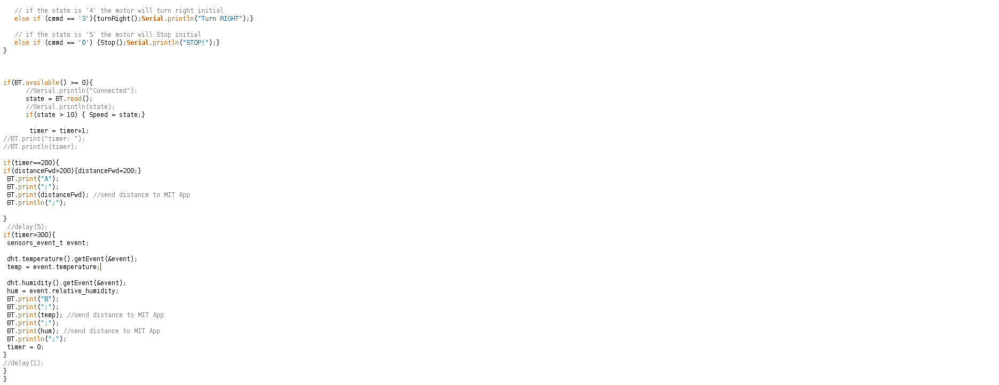 // if the state is '4' the motor will turn right initial
else if (cmmd == '3'){turnRight();Serial.println("Turn RIGHT");}
// if the state is '5' the motor will Stop initial
else if (cmmd == '0') {Stop();Serial.println("STOP!");}
}
if(BT.available() >= 0){
//Serial.println("Connected");
state = BT.read();
//Serial.println(state);
if(state > 10) { Speed = state;}
timer = timer+1;
//BT.print("timer: ");
//BT.println(timer);
if(timer==200){
if(distanceFwd>200){distanceFwd=200;}
BT.print("A");
BT.print(";");
BT.print(distanceFwd); //send distance to MIT App
BT.println(";");
}
//delay(5);
if(timer>300){
sensors_event_t event;
dht.temperature().getEvent(&event);
temp = event.temperature;
dht.humidity().getEvent(&event);
hum = event.relative_humidity;
BT.print("B");
BT.print(";");
BT.print(temp); //send distance to MIT App
BT.print(";");
BT.print(hum); //send distance to MIT App
BT.println(";");
timer = 0;
}
//delay(1);
}
}